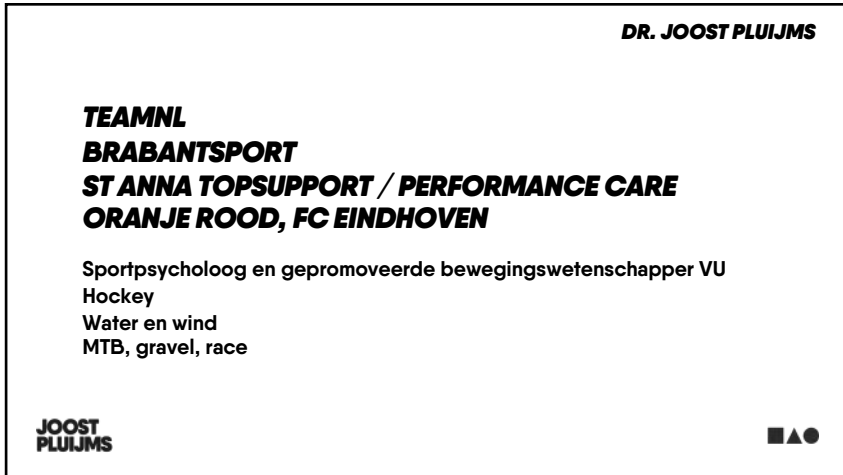 DR. JOOST PLUIJMS
TEAMNL
BRABANTSPORT
ST ANNA TOPSUPPORT / PERFORMANCE CARE
ORANJE ROOD, FC EINDHOVEN
Sportpsycholoog en gepromoveerde bewegingswetenschapper VU
Hockey
Water en wind
MTB, gravel, race
JOOST
PLUIJMS